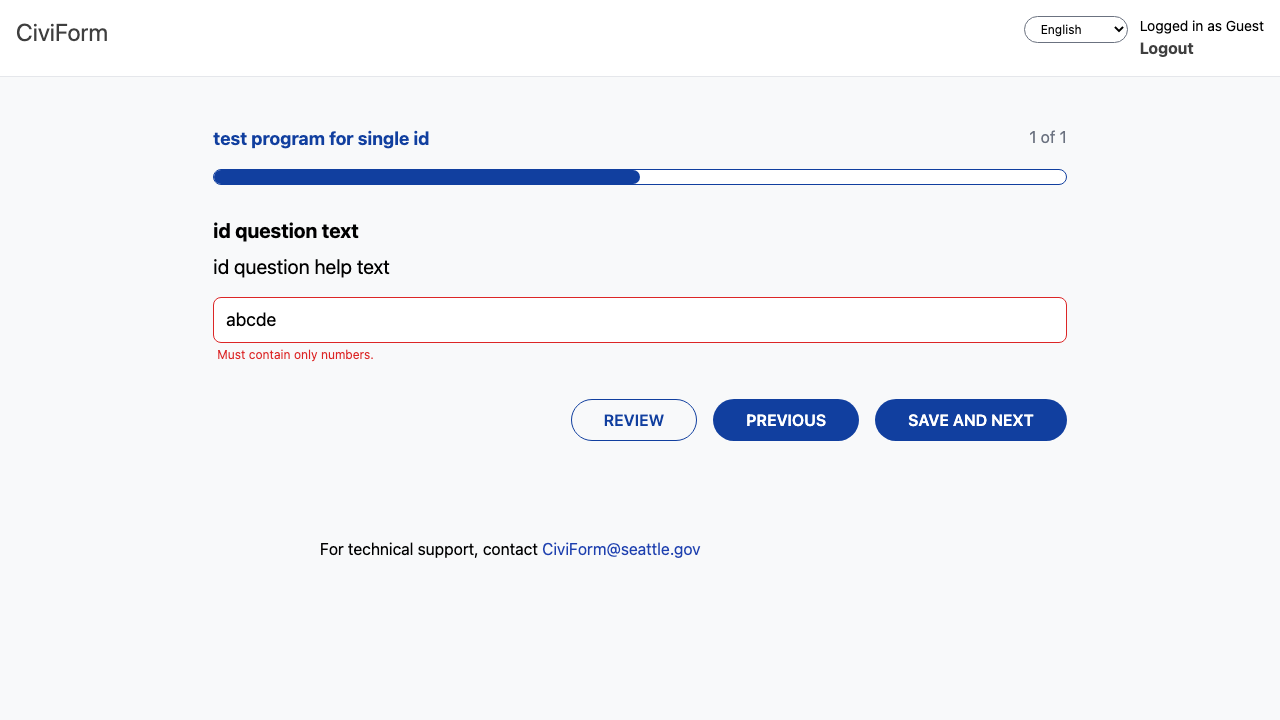 CiviForm
English
Logged in as Guest
Logout
test program for single id
1 of 1
id question text
id question help text
abcde
Must contain only numbers.
REVIEW
PREVIOUS
SAVE AND NEXT
For technical support, contact CiviForm@seattle.gov